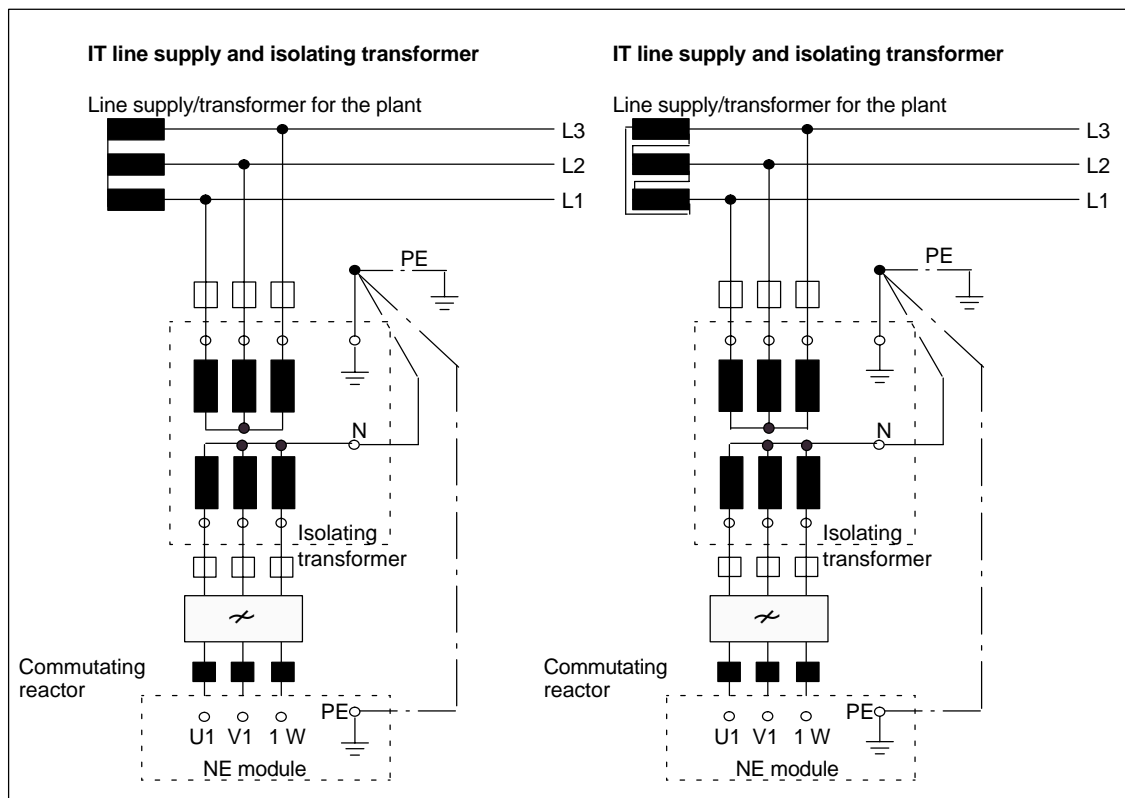 IT line supply and isolating transformer
Line supply/transformer for the plant
L3
L2
L1
PE
N
Isolating
transformer
Commutating
reactor
PE
U1 V1 1 W
NE module
IT line supply and isolating transformer
Line supply/transformer for the plant
L3
L2
L1
PE
N
Isolating
transformer
Commutating
reactor
PE
U1 V1 1 W
NE module